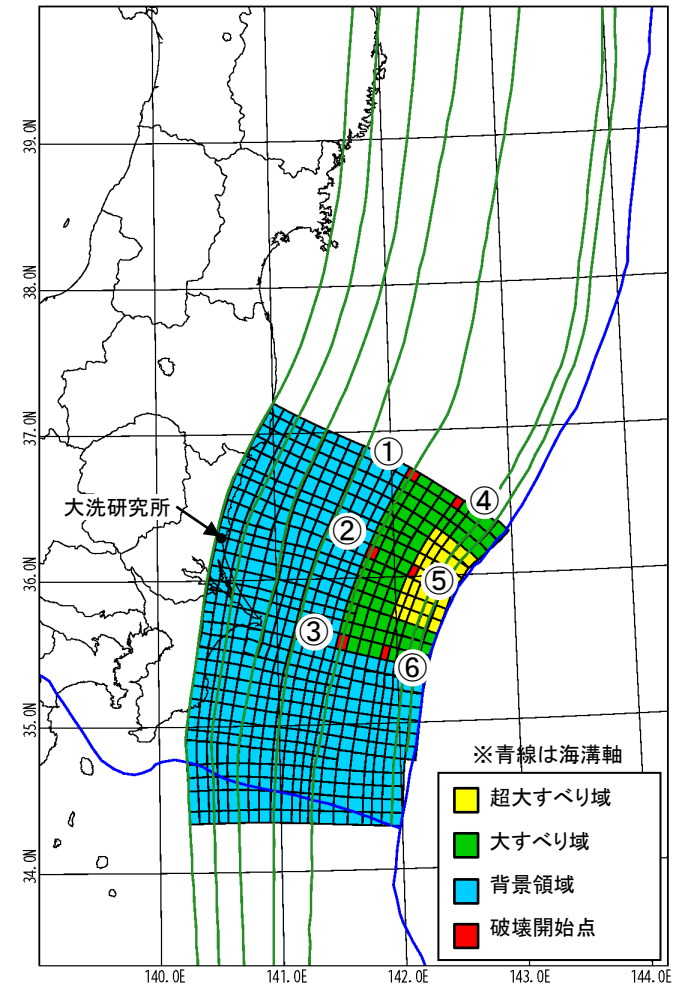 39.0N
38.0N
37.0N
36.0N
35.0N
34.0N
①
④
大洗研究所
②
⑤
③
⑥
※青線は海溝軸
超大すべり域
大すべり域
背景領域
破壊開始点
140.0E
141.0E
142.0E
143.0E
144.0E